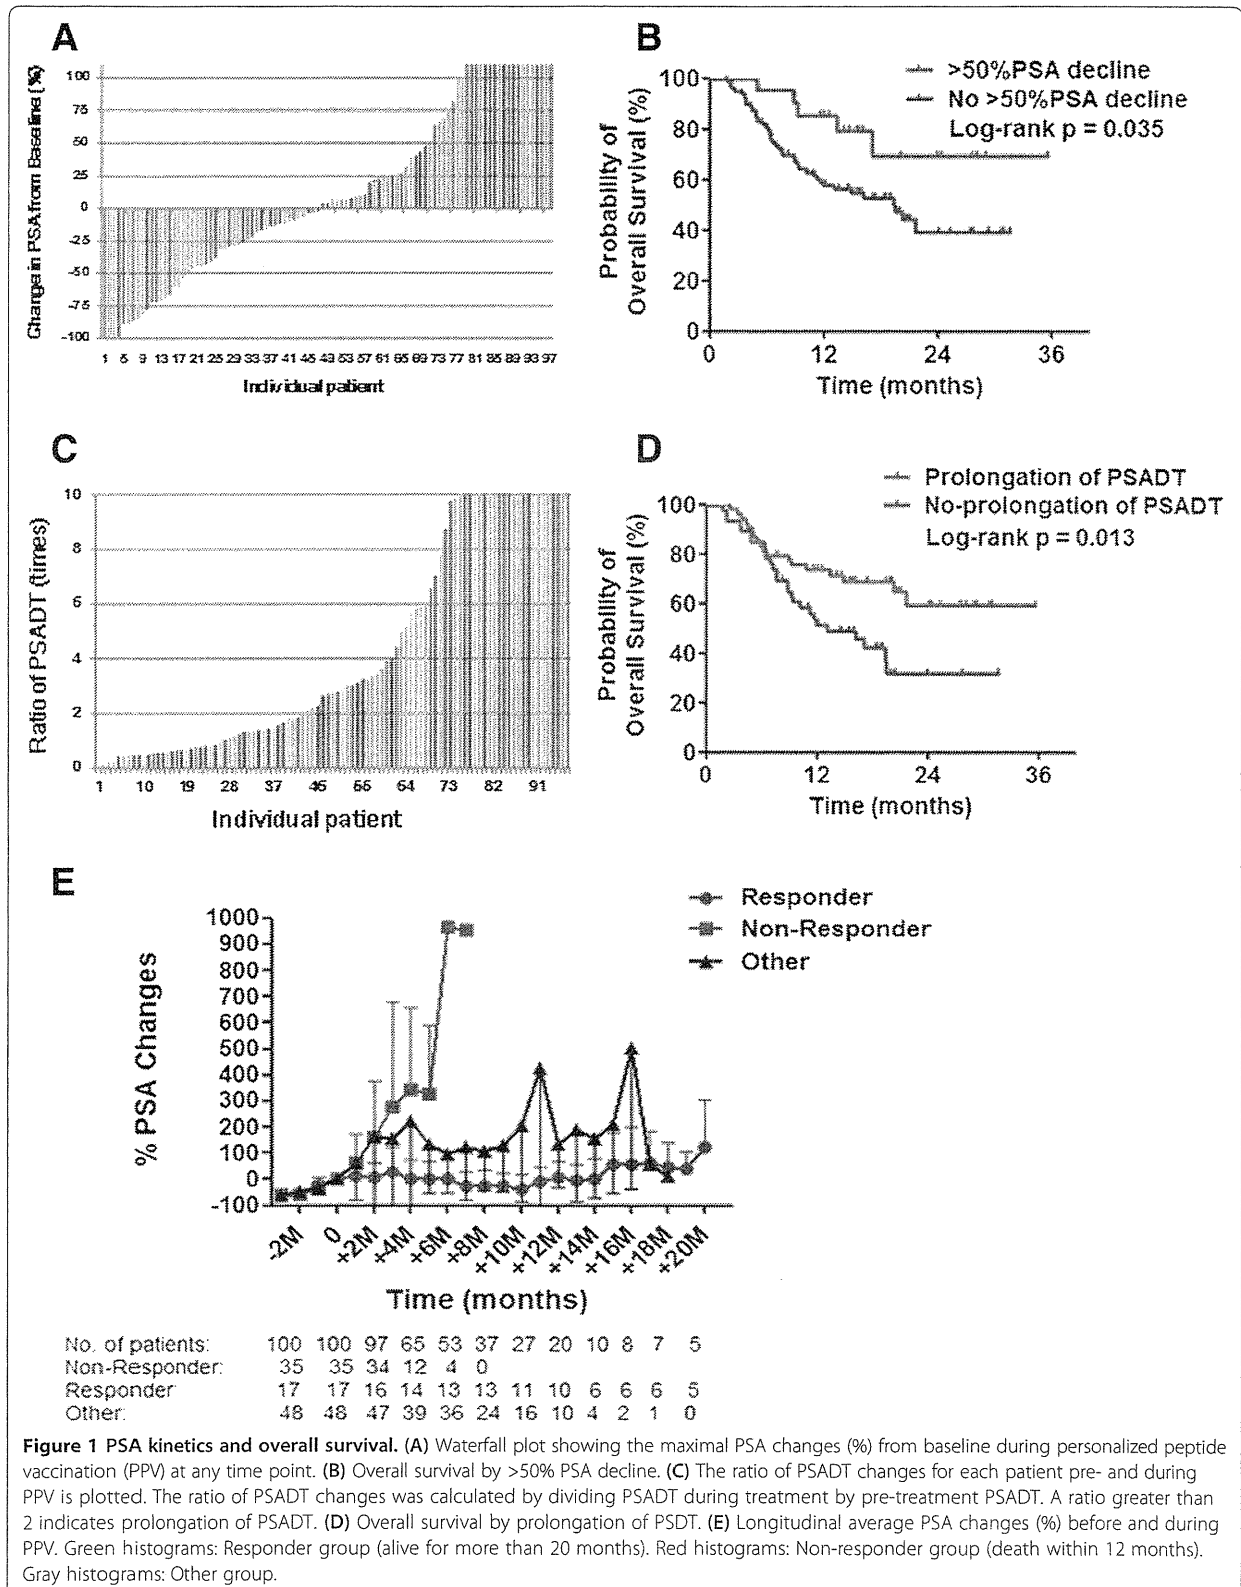 A
Change in PSA from Baseline (%)
100
75
50
25
0
-25
-50
-75
-100
1 5 9 13 17 21 25 29 33 37 41 45 49 53 57 61 65 69 73 77 81 85 89 93 97
Individual patient
B
Probability of
Overall Survival (%)
100
80
60
40
20
0
>50%PSA decline
No >50%PSA decline
Log-rank p = 0.035
0 12 24 36
Time (months)
C
Ratio of PSADT (times)
10
8
6
4
2
0
1 10 19 28 37 46 55 64 73 82 91
Individual patient
D
Probability of
Overall Survival (%)
100
80
60
40
20
0
Prolongation of PSADT
No-prolongation of PSADT
Log-rank p = 0.013
0 12 24 36
Time (months)
E
% PSA Changes
1000
900
800
700
600
500
400
300
200
100
0
-100
Responder
Non-Responder
Other
-2M 0 +2M +4M +6M +8M +10M +12M +14M +16M +18M +20M
Time (months)
No. of patients: 100 100 97 65 53 37 27 20 10 8 7 5
Non-Responder: 35 35 34 12 4 0
Responder 17 17 16 14 13 13 11 10 6 6 6 5
Other: 48 48 47 39 36 24 16 10 4 2 1 0
Figure 1 PSA kinetics and overall survival. (A) Waterfall plot showing the maximal PSA changes (%) from baseline during personalized peptide
vaccination (PPV) at any time point. (B) Overall survival by >50% PSA decline. (C) The ratio of PSADT changes for each patient pre- and during
PPV is plotted. The ratio of PSADT changes was calculated by dividing PSADT during treatment by pre-treatment PSADT. A ratio greater than
2 indicates prolongation of PSADT. (D) Overall survival by prolongation of PSDT. (E) Longitudinal average PSA changes (%) before and during
PPV. Green histograms: Responder group (alive for more than 20 months). Red histograms: Non-responder group (death within 12 months).
Gray histograms: Other group.